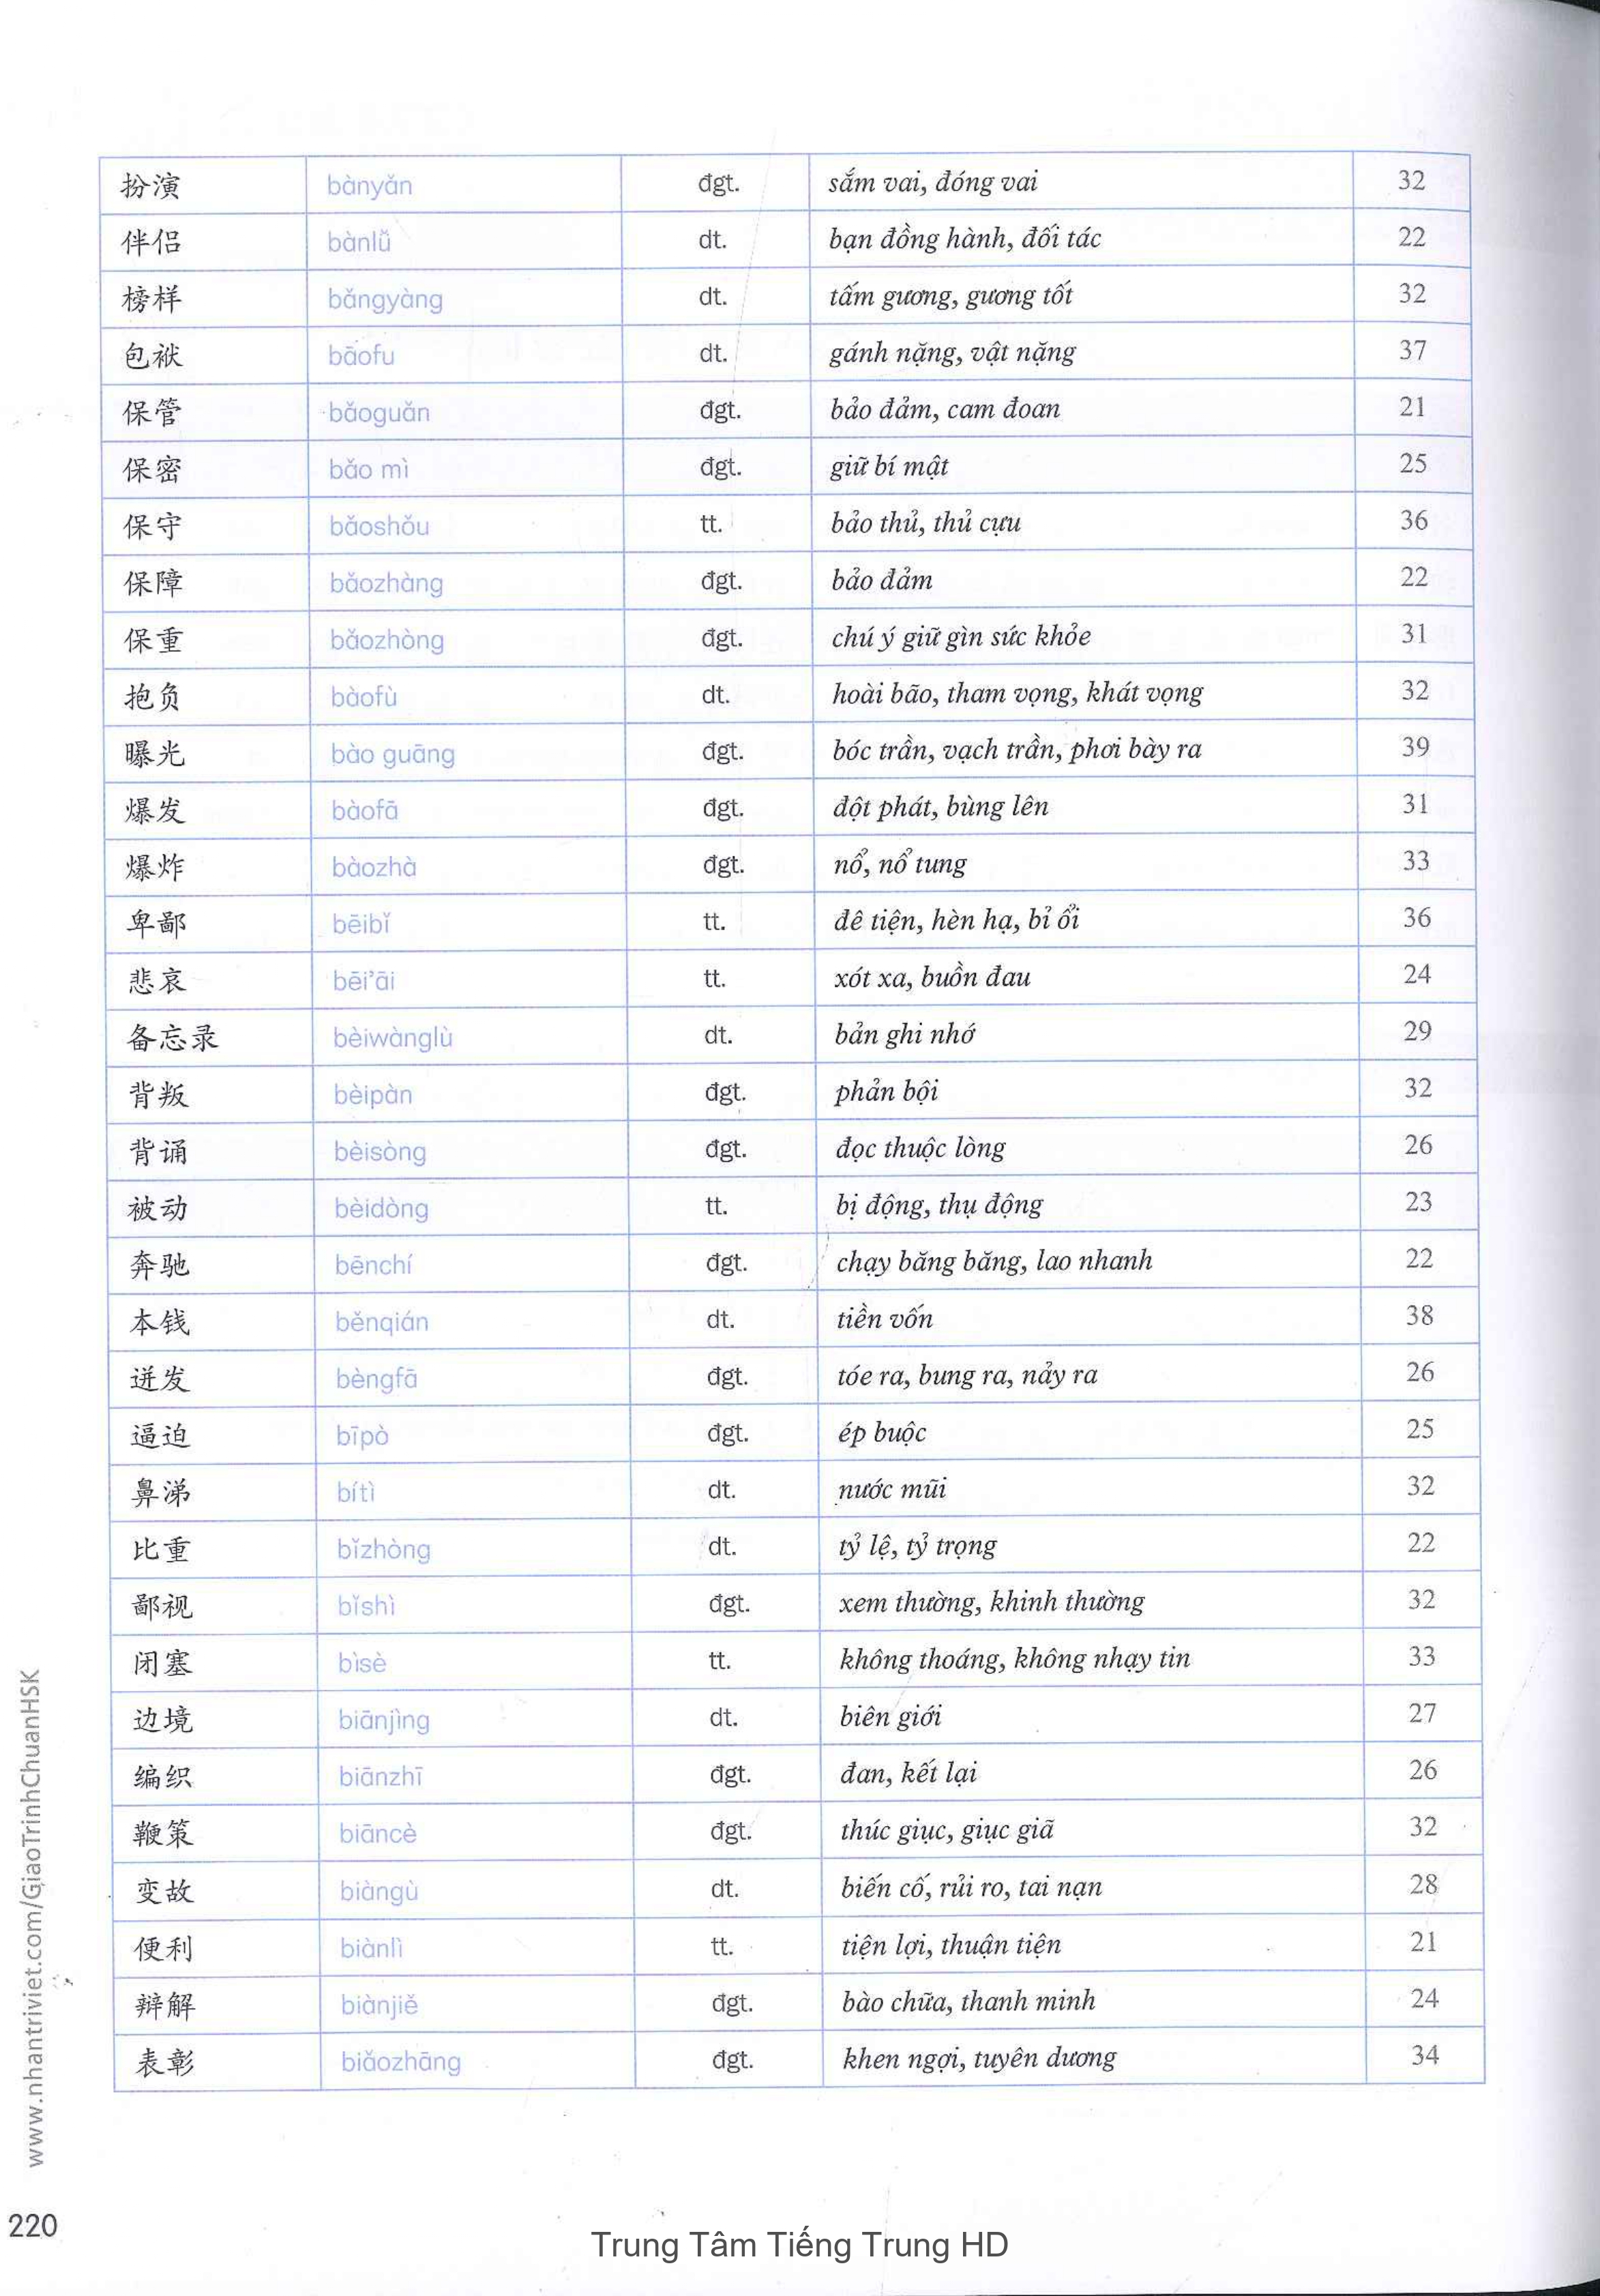 扮演 bànyǎn đgt. sắm vai, đóng vai 32
伴侣 bànlǚ dt. bạn đồng hành, đối tác 22
榜样 bǎngyàng dt. tấm gương, gương tốt 32
包袱 bāofu dt. gánh nặng, vật nặng 37
保管 bǎoguǎn đgt. bảo đảm, cam đoan 21
保密 bǎo mì đgt. giữ bí mật 25
保守 bǎoshǒu tt. bảo thủ, thủ cựu 36
保障 bǎozhàng đgt. bảo đảm 22
保重 bǎozhòng đgt. chú ý giữ gìn sức khỏe 31
抱负 bàofù dt. hoài bão, tham vọng, khát vọng 32
曝光 bào guāng đgt. bóc trần, vạch trần, phơi bày ra 39
爆发 bàofā đgt. đột phát, bùng lên 31
爆炸 bàozhà đgt. nổ, nổ tung 33
卑鄙 bēibǐ tt. đê tiện, hèn hạ, bỉ ổi 36
悲哀 bēi’āi tt. xót xa, buồn đau 24
备忘录 bèiwànglù dt. bản ghi nhớ 29
背叛 bèipàn đgt. phản bội 32
背诵 bèisòng đgt. đọc thuộc lòng 26
被动 bèidòng tt. bị động, thụ động 23
奔驰 bēnchí đgt. chạy băng băng, lao nhanh 22
本钱 běnqián dt. tiền vốn 38
迸发 bèngfā đgt. tóe ra, bung ra, nảy ra 26
逼迫 bīpò đgt. ép buộc 25
鼻涕 bítì dt. nước mũi 32
比重 bǐzhòng dt. tỷ lệ, tỷ trọng 22
鄙视 bǐshì đgt. xem thường, khinh thường 32
闭塞 bìsè tt. không thoáng, không nhạy tin 33
边境 biānjìng dt. biên giới 27
编织 biānzhī đgt. đan, kết lại 26
鞭策 biāncè đgt. thúc giục, giục giã 32
变故 biàngù dt. biến cố, rủi ro, tai nạn 28
便利 biànlì tt. tiện lợi, thuận tiện 21
辩解 biànjiě đgt. bào chữa, thanh minh 24
表彰 biǎozhāng đgt. khen ngợi, tuyên dương 34
www.nhantriviet.com/GiaoTrinhChuanHSK
220
Trung Tâm Tiếng Trung HD